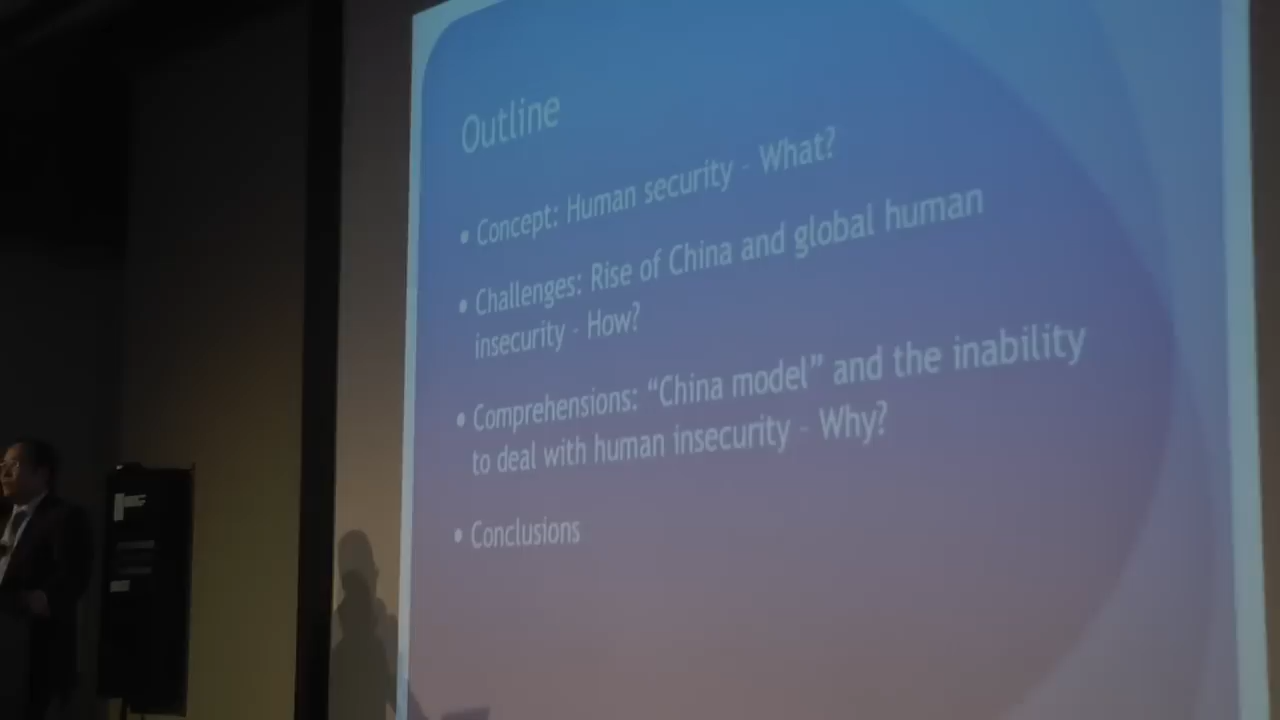 Outline
• Concept: Human security - What?
• Challenges: Rise of China and global human
insecurity - How?
• Comprehensions: “China model” and the inability
to deal with human insecurity - Why?
• Conclusions